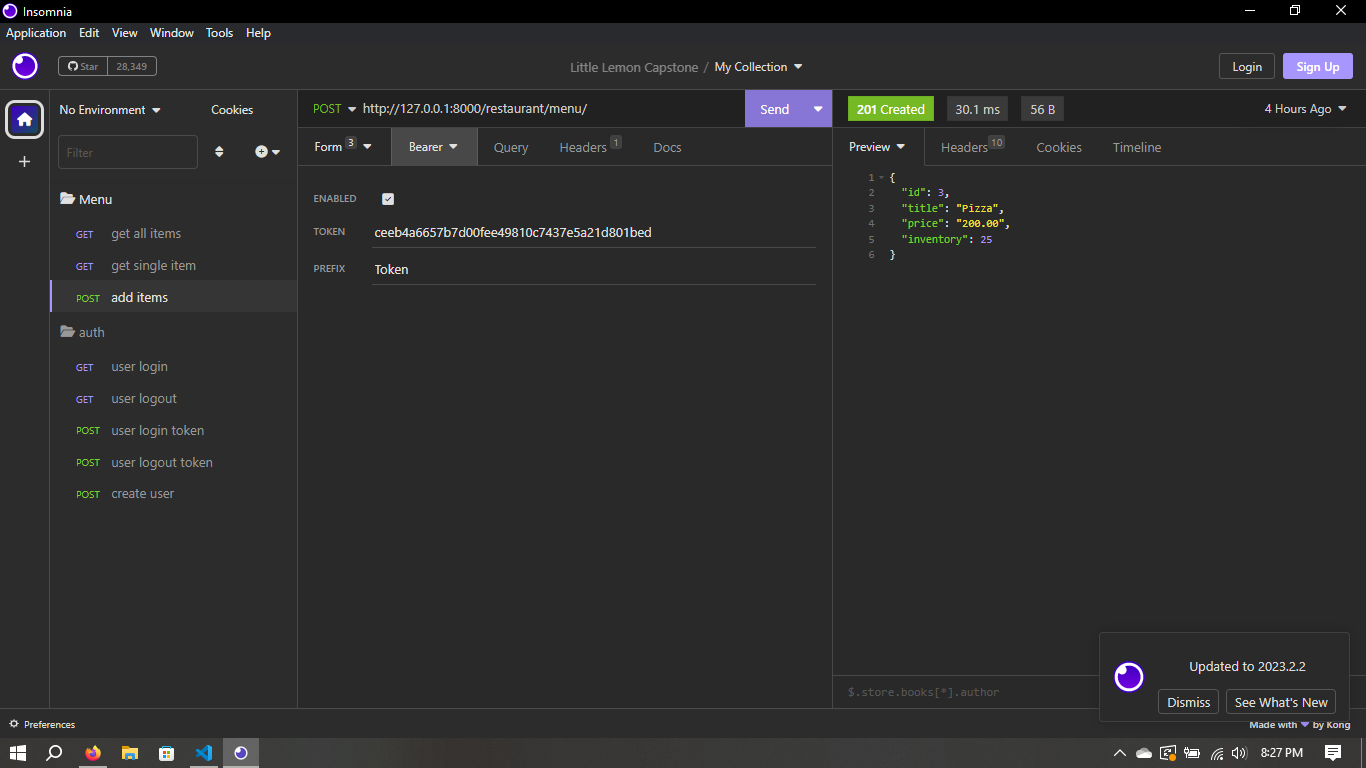 Insomnia
Application Edit View Window Tools Help
Star 28,349
Little Lemon Capstone / My Collection
Login Sign Up
No Environment Cookies
Filter
Menu
GET get all items
GET get single item
POST add items
auth
GET user login
GET user logout
POST user login token
POST user logout token
POST create user
POST http://127.0.0.1:8000/restaurant/menu/ Send
Form 3 Bearer Query Headers 1 Docs
ENABLED
TOKEN ceeb4a6657b7d00fee49810c7437e5a21d801bed
PREFIX Token
201 Created 30.1 ms 56 B 4 Hours Ago
Preview Headers 10 Cookies Timeline
1 {
2 "id": 3,
3 "title": "Pizza",
4 "price": "200.00",
5 "inventory": 25
6 }
$.store.books[*].author
Updated to 2023.2.2
Dismiss See What's New
Preferences
Made with by Kong
8:27 PM